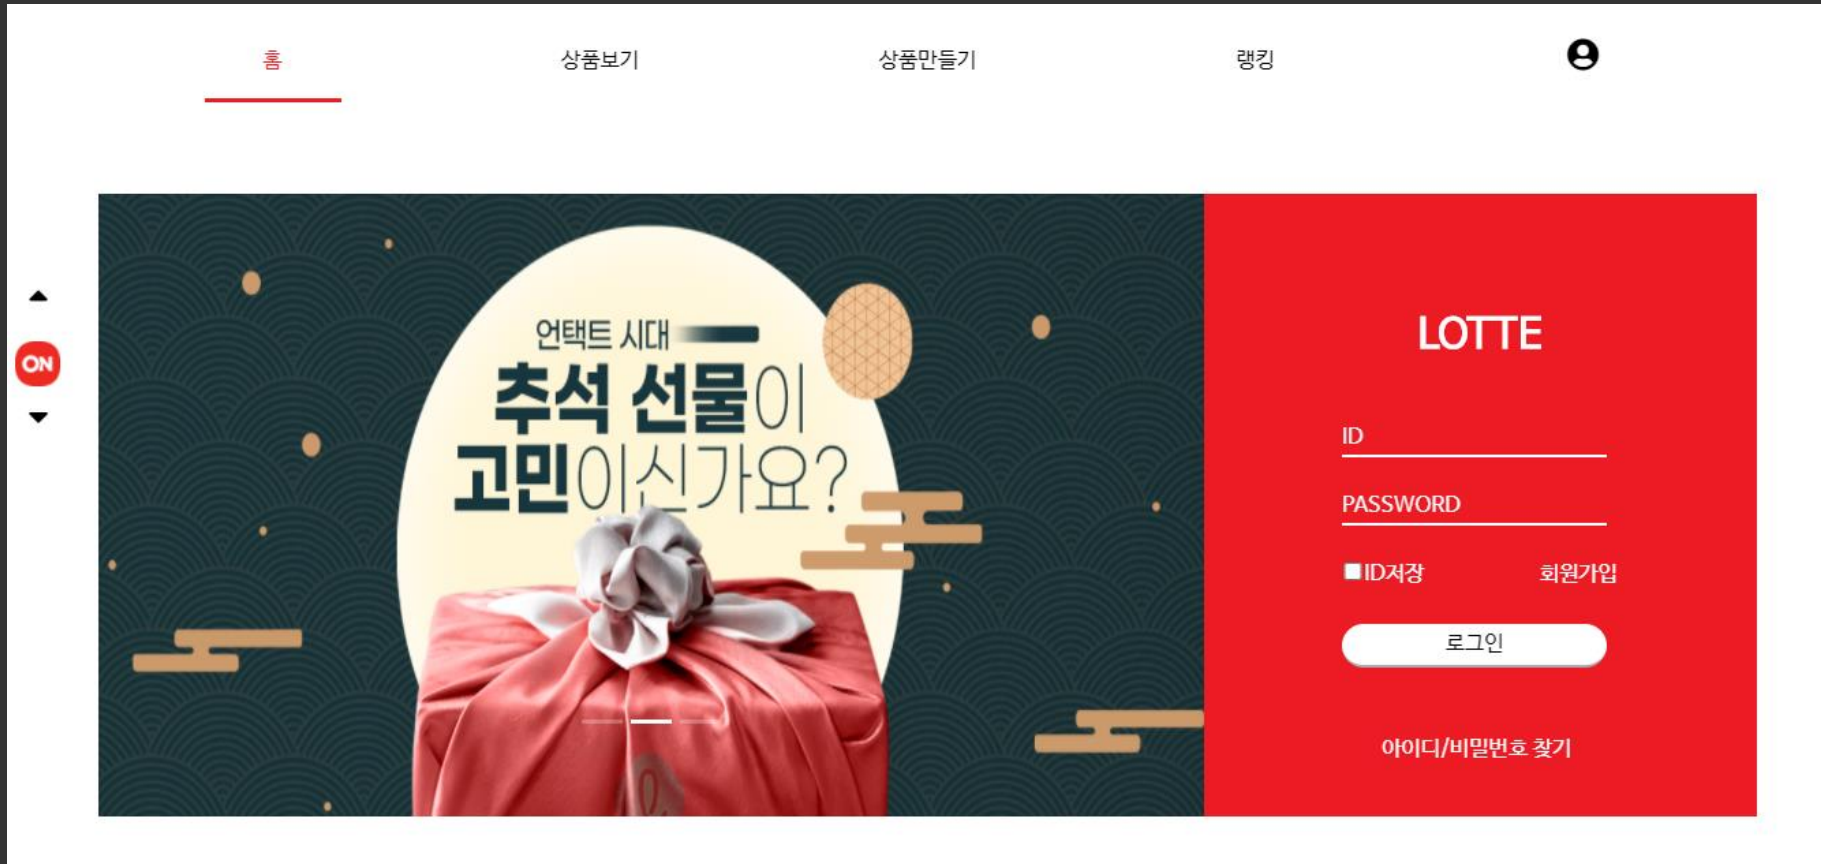 홈
상품보기
상품만들기
랭킹
ON
언택트 시대
추석 선물이
고민이신가요?
LOTTE
ID
PASSWORD
ID저장
회원가입
로그인
아이디/비밀번호 찾기